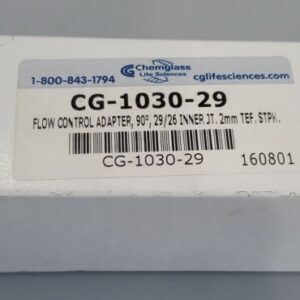 Chemglass
Life Sciences
1-800-843-1794 cglifesciences.com
CG-1030-29
FLOW CONTROL ADAPTER, 90°, 29/26 INNER JT. 2mm TEF. STPK.
CG-1030-29 160801